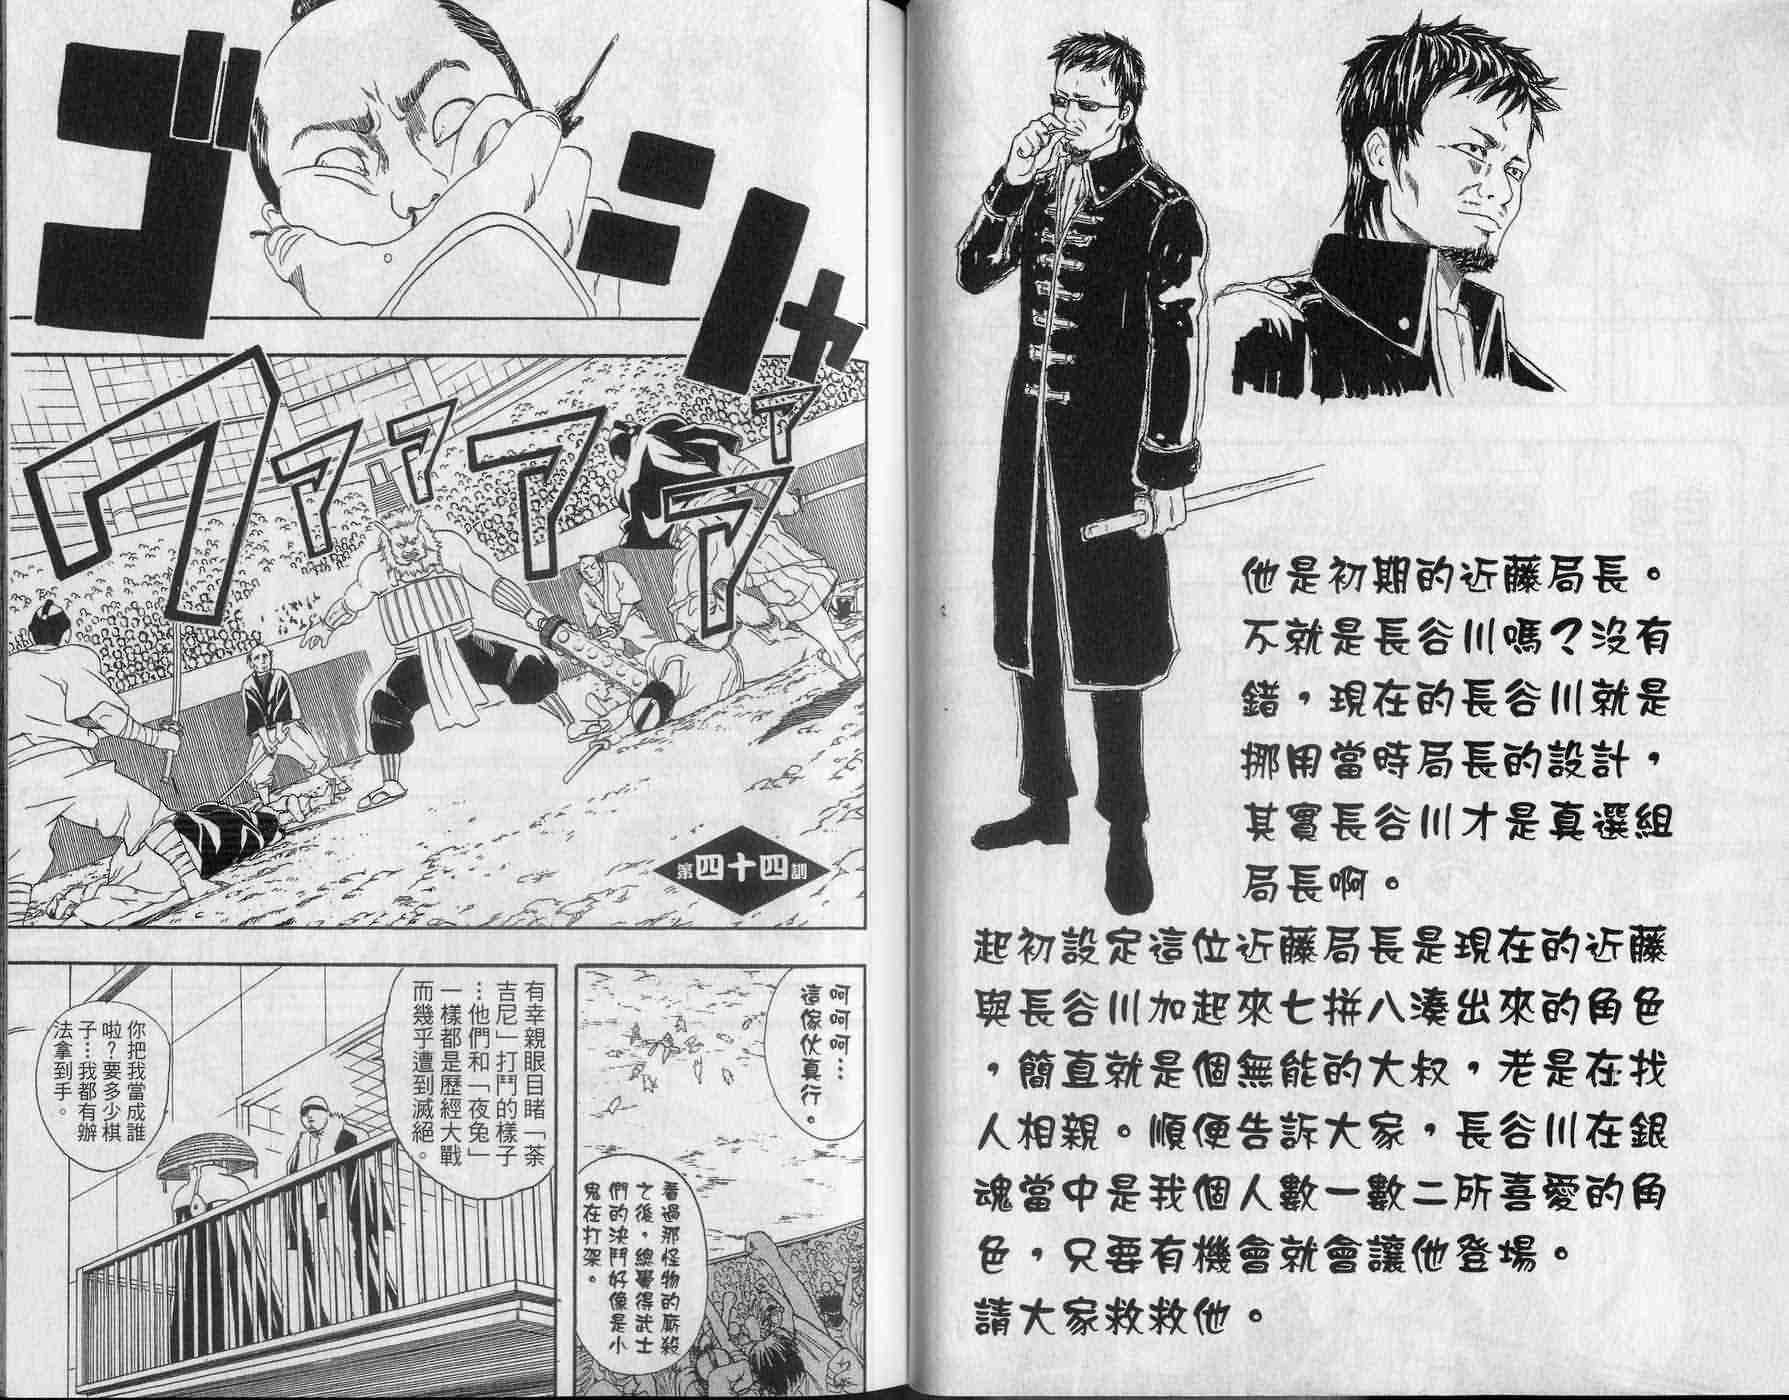 他是初期的近藤局長。
不就是長谷川嗎？沒有
錯，現在的長谷川就是
挪用當時局長的設計，
其實長谷川才是真選組
局長啊。
起初設定這位近藤局長是現在的近藤
與長谷川加起來七拼八湊出來的角色
，簡直就是個無能的大叔，老是在找
人相親。順便告訴大家，長谷川在銀
魂當中是我個人數一數二所喜愛的角
色，只要有機會就會讓他登場。
請大家救救他。
ゴシャ
ワァァァァァ
第四十四訓
呵呵呵…
這傢伙真行。
看過那怪物的廝殺
之後，總覺得武士
們的決鬥好像是小
鬼在打架。
有幸親眼目睹「荼
吉尼」打鬥的樣子
…他們和「夜兔」
一樣都是歷經大戰
而幾乎遭到滅絕。
你把我當成誰
啦？要多少棋
子…我都有辦
法拿到手。